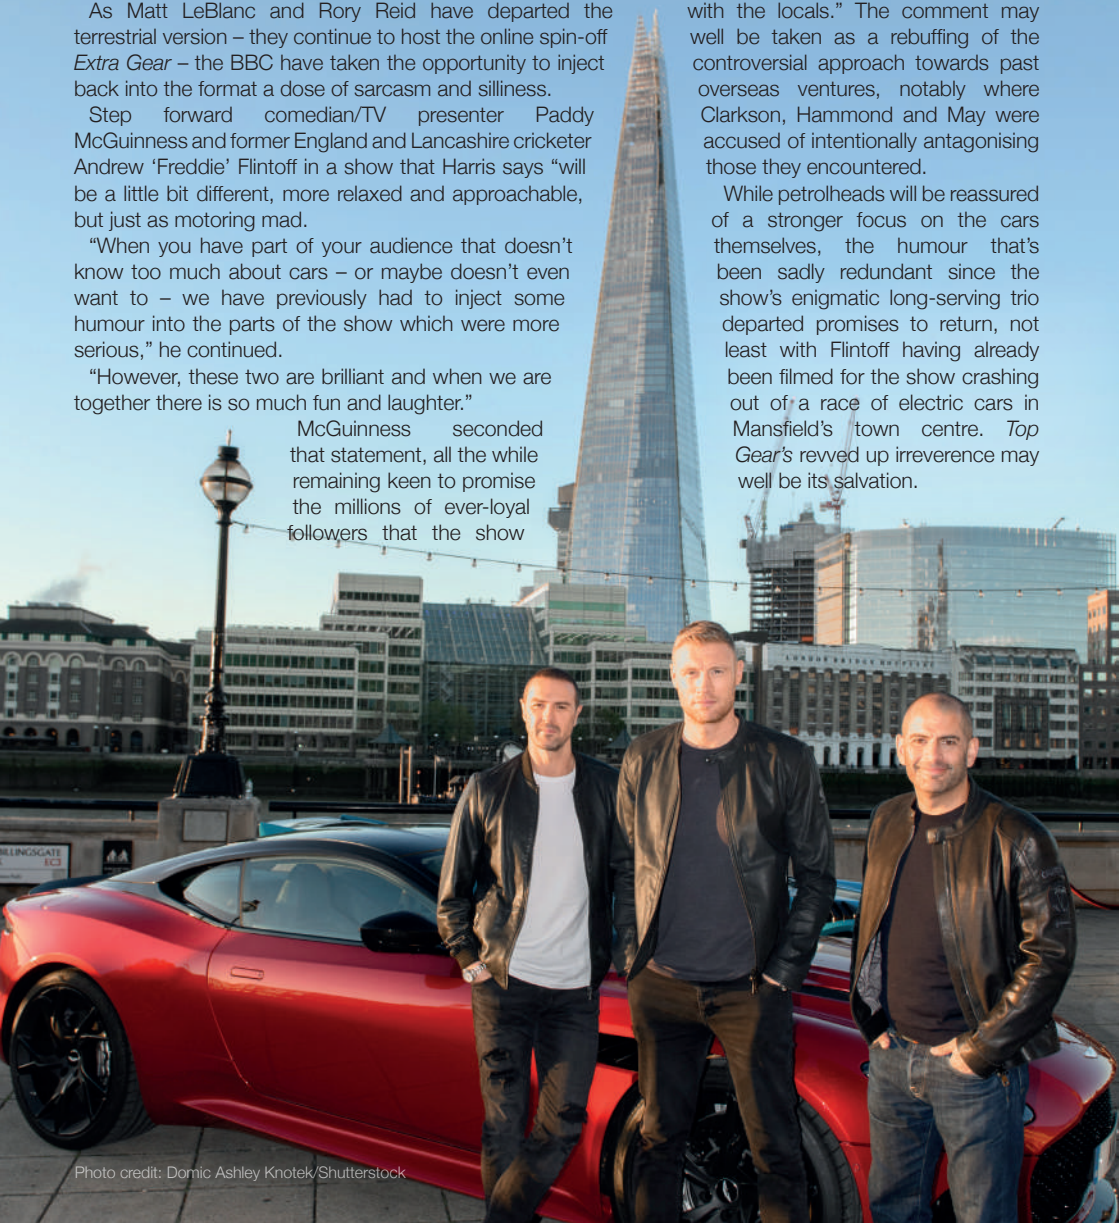 As Matt LeBlanc and Rory Reid have departed the
terrestrial version – they continue to host the online spin-off
Extra Gear – the BBC have taken the opportunity to inject
back into the format a dose of sarcasm and silliness.
Step forward comedian/TV presenter Paddy
McGuinness and former England and Lancashire cricketer
Andrew ‘Freddie’ Flintoff in a show that Harris says “will
be a little bit different, more relaxed and approachable,
but just as motoring mad.
“When you have part of your audience that doesn’t
know too much about cars – or maybe doesn’t even
want to – we have previously had to inject some
humour into the parts of the show which were more
serious,” he continued.
“However, these two are brilliant and when we are
together there is so much fun and laughter.”
McGuinness seconded
that statement, all the while
remaining keen to promise
the millions of ever-loyal
followers that the show
with the locals.” The comment may
well be taken as a rebuffing of the
controversial approach towards past
overseas ventures, notably where
Clarkson, Hammond and May were
accused of intentionally antagonising
those they encountered.
While petrolheads will be reassured
of a stronger focus on the cars
themselves, the humour that’s
been sadly redundant since the
show’s enigmatic long-serving trio
departed promises to return, not
least with Flintoff having already
been filmed for the show crashing
out of a race of electric cars in
Mansfield’s town centre. Top
Gear’s revved up irreverence may
well be its salvation.
LONDON BRIDGE HOSPITAL
BILLINGSGATE
EC3
Photo credit: Domic Ashley Knotek/Shutterstock